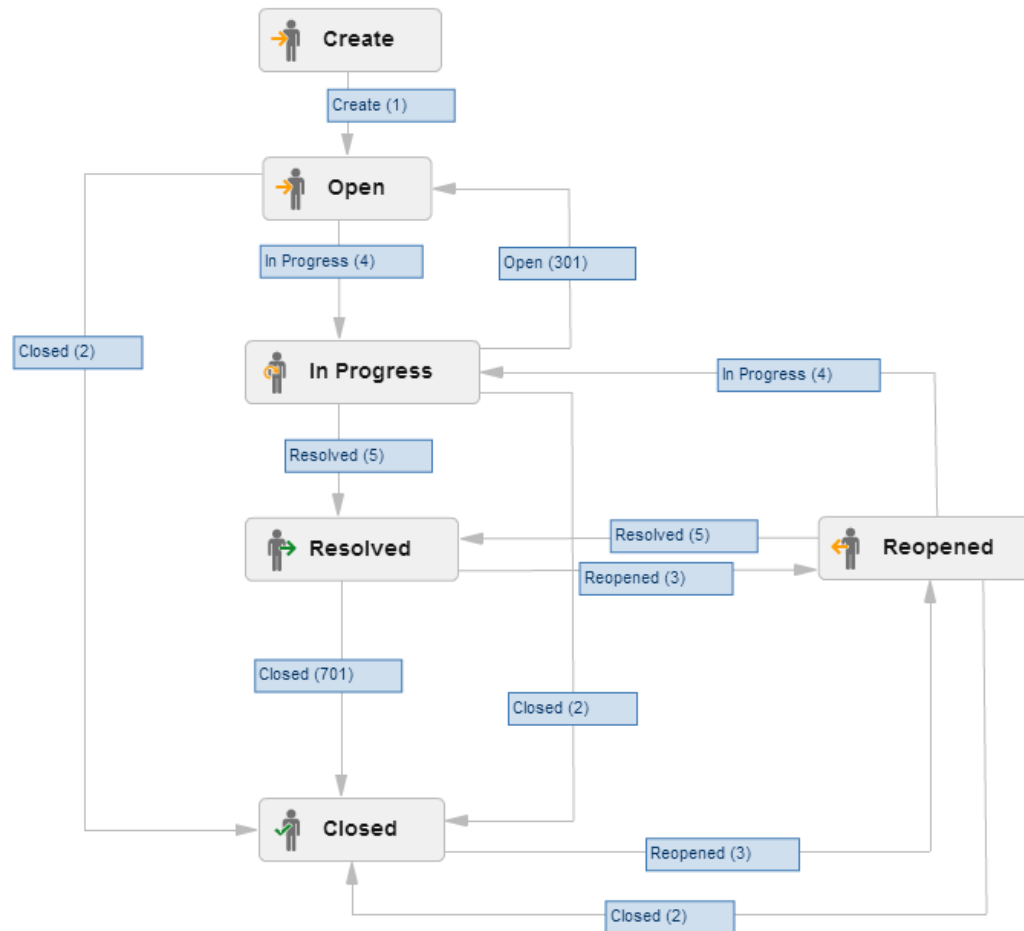 Create
Create (1)
Open
In Progress (4)
Open (301)
Closed (2)
In Progress
In Progress (4)
Resolved (5)
Resolved
Resolved (5)
Reopened
Reopened (3)
Closed (701)
Closed (2)
Closed
Reopened (3)
Closed (2)